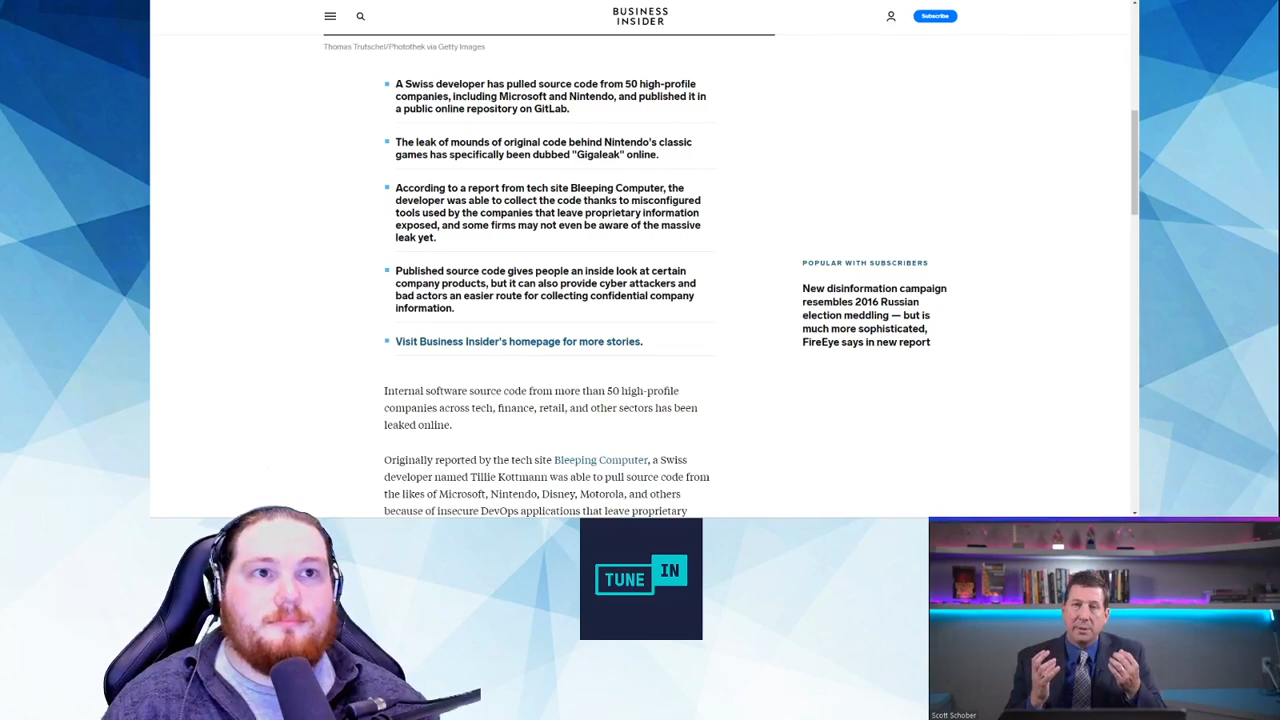 BUSINESS
INSIDER
Subscribe
Thomas Trutschel/Photothek via Getty Images
A Swiss developer has pulled source code from 50 high-profile
companies, including Microsoft and Nintendo, and published it in
a public online repository on GitLab.
The leak of mounds of original code behind Nintendo's classic
games has specifically been dubbed "Gigaleak" online.
According to a report from tech site Bleeping Computer, the
developer was able to collect the code thanks to misconfigured
tools used by the companies that leave proprietary information
exposed, and some firms may not even be aware of the massive
leak yet.
Published source code gives people an inside look at certain
company products, but it can also provide cyber attackers and
bad actors an easier route for collecting confidential company
information.
Visit Business Insider's homepage for more stories.
Internal software source code from more than 50 high-profile
companies across tech, finance, retail, and other sectors has been
leaked online.
Originally reported by the tech site Bleeping Computer, a Swiss
developer named Tillie Kottmann was able to pull source code from
the likes of Microsoft, Nintendo, Disney, Motorola, and others
because of insecure DevOps applications that leave proprietary
POPULAR WITH SUBSCRIBERS
New disinformation campaign
resembles 2016 Russian
election meddling — but is
much more sophisticated,
FireEye says in new report
TUNE IN
Scott Schober